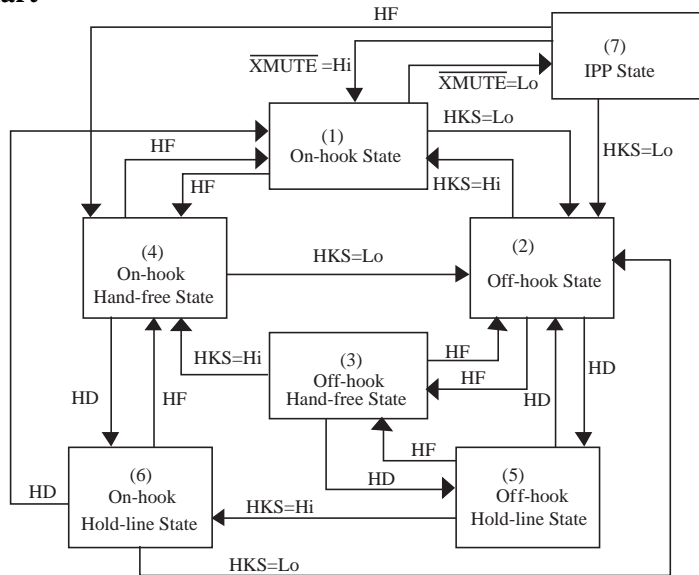 HF
(7)
IPP State
XMUTE =Hi
XMUTE=Lo
(1)
On-hook State
HKS=Lo
HF
HKS=Lo
HF
HKS=Hi
(4)
On-hook
Hand-free State
(2)
Off-hook State
HKS=Lo
HKS=Hi
(3)
Off-hook
Hand-free State
HF
HF
HD
HF
HD
HD
HF
HD
(6)
On-hook
Hold-line State
(5)
Off-hook
Hold-line State
HD
HKS=Hi
HKS=Lo